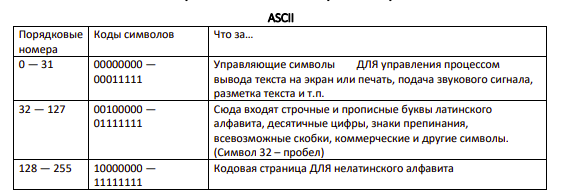 ASCII
Порядковые номера
Коды символов
Что за…
0 — 31
00000000 —
00011111
Управляющие символы ДЛЯ управления процессом
вывода текста на экран или печать, подача звукового сигнала,
разметка текста и т.п.
32 — 127
00100000 —
01111111
Сюда входят строчные и прописные буквы латинского
алфавита, десятичные цифры, знаки препинания,
всевозможные скобки, коммерческие и другие символы.
(Символ 32 – пробел)
128 — 255
10000000 —
11111111
Кодовая страница ДЛЯ нелатинского алфавита